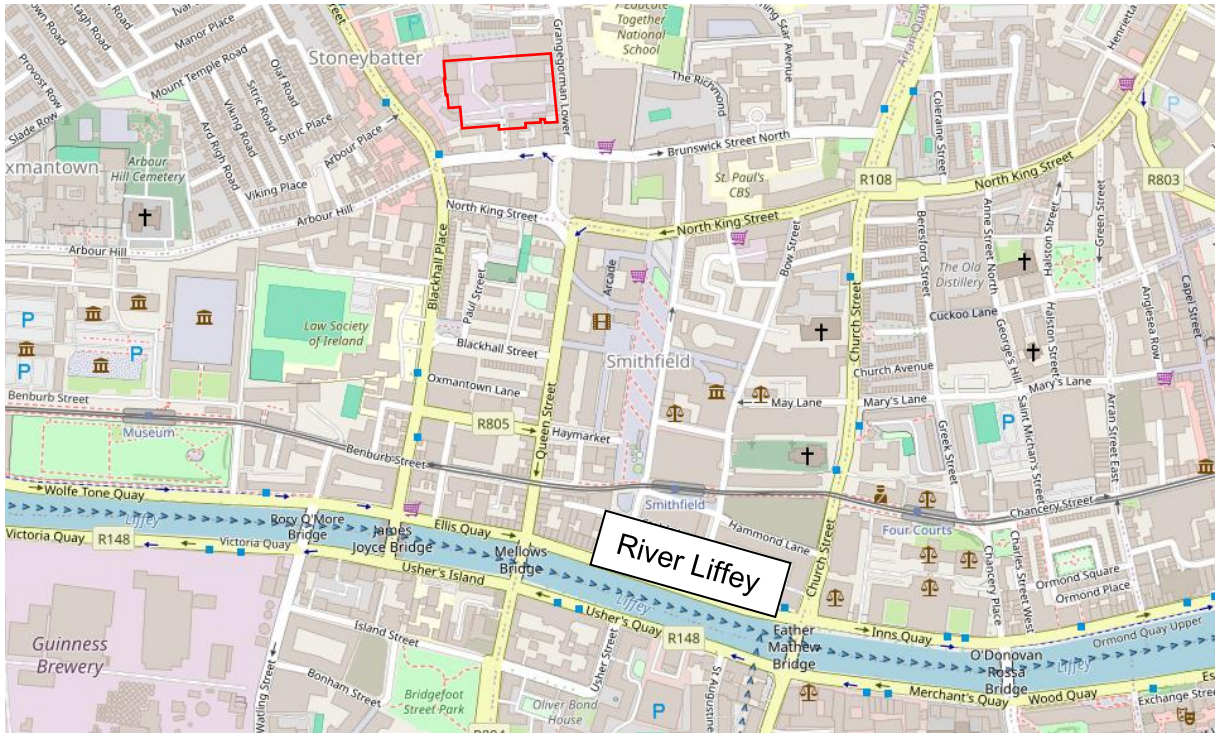 Manor Place
Mount Temple Road
Provost Row
Slade Row
Olaf Road
Sitric Road
Viking Road
Ard Righ Road
Sitric Place
Viking Place
Arbour Place
Stoneybatter
Grangegorman Lower
Together
National
School
The Richmond
Brunswick Street North
St. Paul's
CBS
Coleraine Street
Henrietta
North King Street
R108
R803
Arran Quay
Arbour
Hill Cemetery
Arbour Hill
Arbour Hill
North King Street
North King Street
Blackhall Place
Paul Street
Arcade
Bow Street
Beresford Street
Anne Street North
Halston
Green Street
The Old
Distillery
Cuckoo Lane
Capel Street
Anglesea Row
Law Society
of Ireland
Blackhall Street
Oxmantown Lane
Smithfield
Church Street
Church Avenue
George's Hill
Halston Street
Mary's Lane
Mary's Lane
May Lane
Benburb Street
Museum
R805
Queen Street
Haymarket
Benburb Street
Greek Street
Saint Michan's Street
Arran Street East
Chancery Street
Smithfield
Four Courts
Hammond Lane
Church Street
Wolfe Tone Quay
Liffey
Rory O'More
Bridge
James
Joyce Bridge
Ellis Quay
Mellows
Bridge
River Liffey
Victoria Quay
R148
Victoria Quay
Usher's Island
Liffey
Usher's Quay
R148
Father
Mathew
Bridge
Inns Quay
Chancery Place
Charles Street West
Ormond Square
Ormond Place
Ormond Quay Upper
O'Donovan
Rossa
Bridge
Liffey
Guinness
Brewery
Watling Street
Island Street
Bonham Street
Bridgefoot
Street Park
Usher Street
Oliver Bond
House
St Augustine
Merchant's Quay
Wood Quay
P
P
P
P
P
P
P